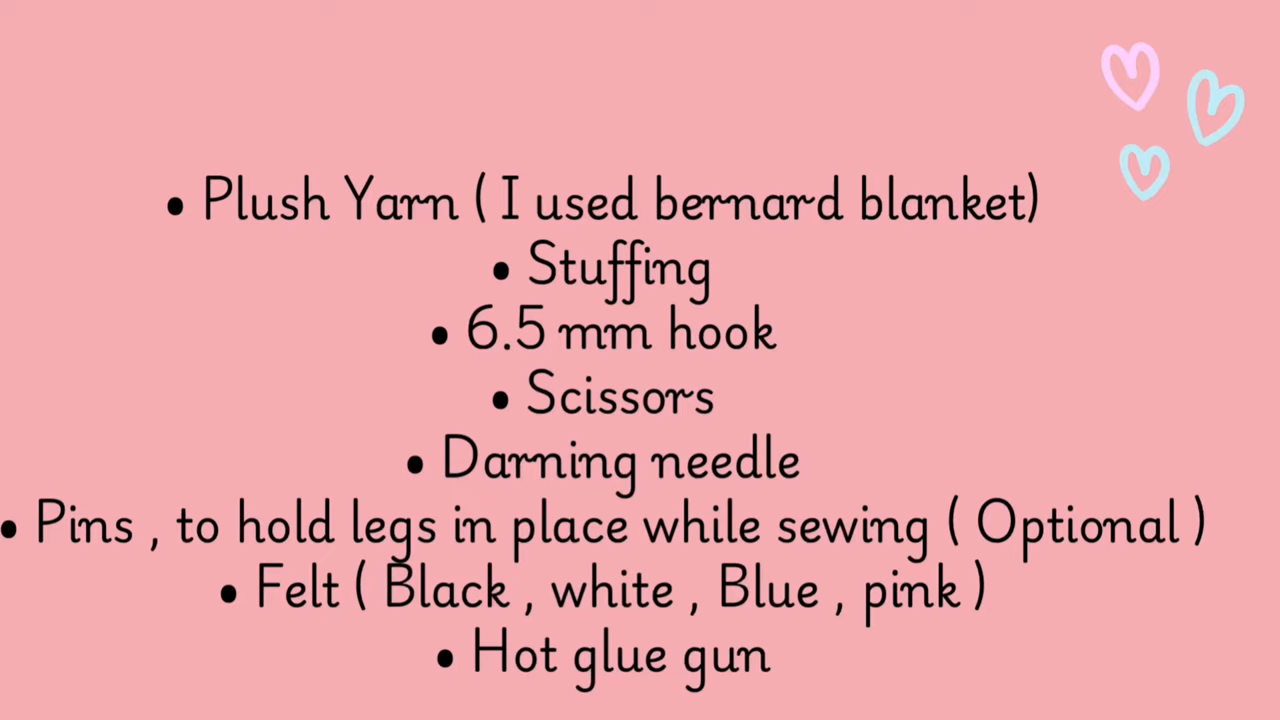 • Plush Yarn ( I used bernard blanket)
• Stuffing
• 6.5 mm hook
• Scissors
• Darning needle
• Pins , to hold legs in place while sewing ( Optional )
• Felt ( Black , white , Blue , pink )
• Hot glue gun